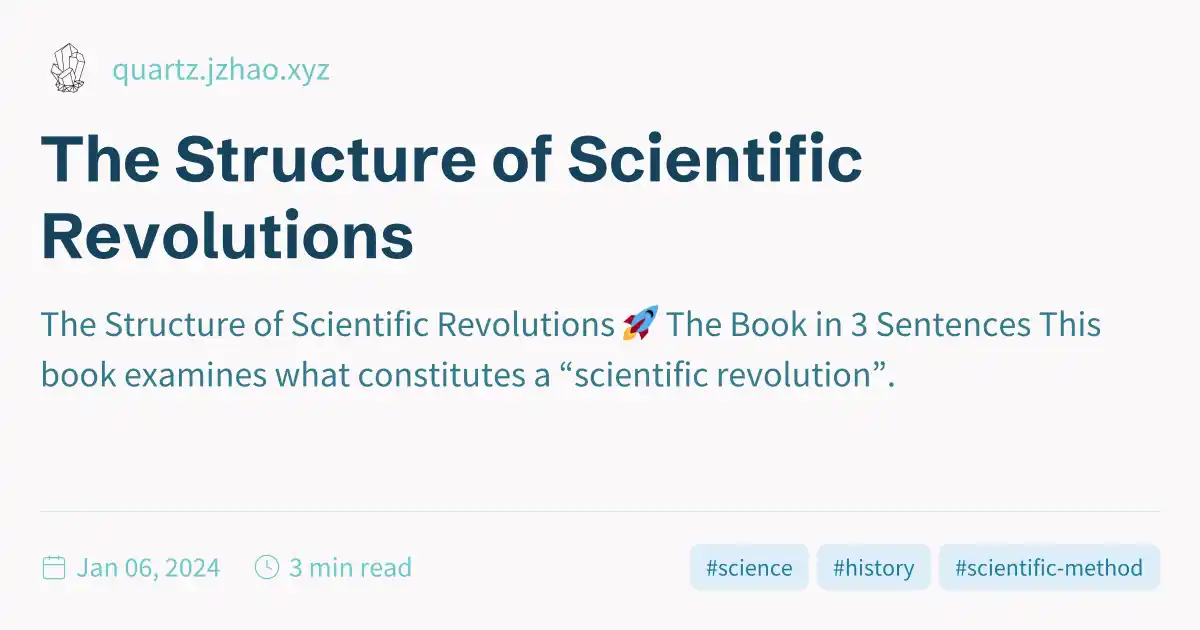 quartz.jzhao.xyz
The Structure of Scientific
Revolutions
The Structure of Scientific Revolutions 🚀 The Book in 3 Sentences This
book examines what constitutes a “scientific revolution”.
Jan 06, 2024 3 min read #science #history #scientific-method